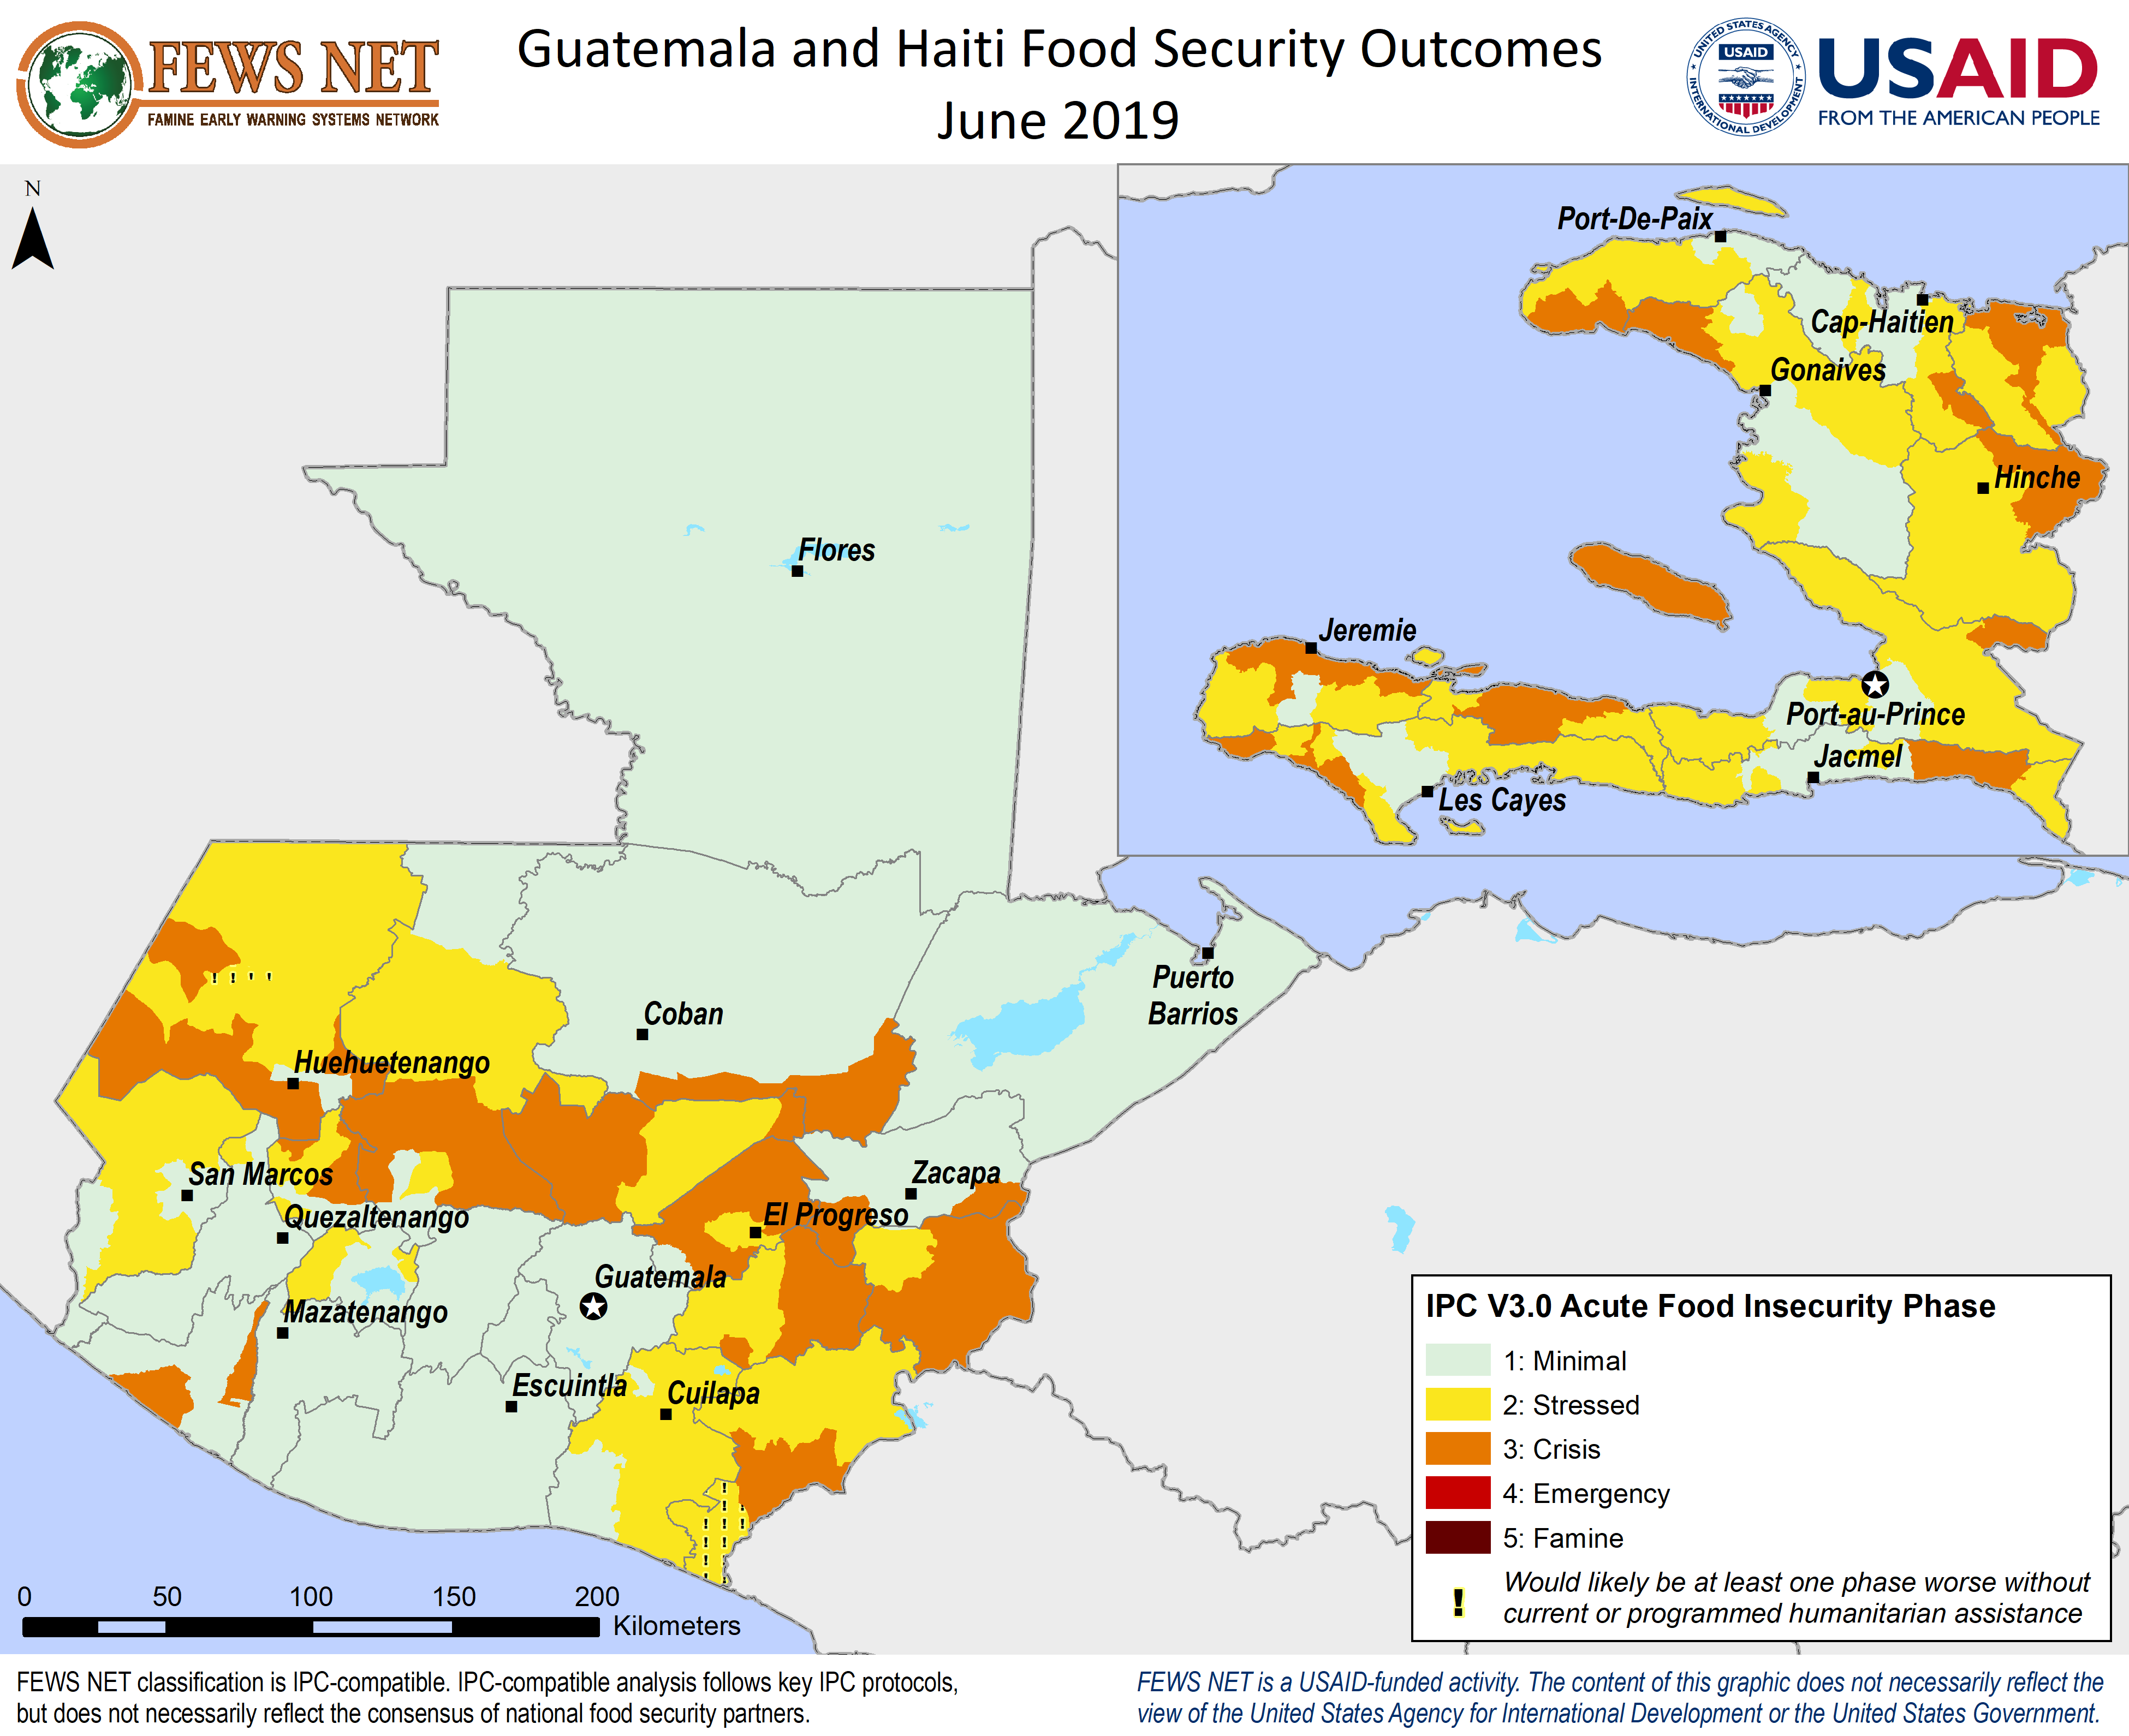 FEWS NET
FAMINE EARLY WARNING SYSTEMS NETWORK
Guatemala and Haiti Food Security Outcomes
June 2019
UNITED STATES AGENCY
USAID
INTERNATIONAL DEVELOPMENT
USAID
FROM THE AMERICAN PEOPLE
N
Port-De-Paix
Cap-Haitien
Gonaives
Hinche
Jeremie
Port-au-Prince
Jacmel
Les Cayes
Flores
Puerto
Barrios
Coban
Huehuetenango
San Marcos
Zacapa
Quezaltenango
El Progreso
Guatemala
Mazatenango
Escuintla
Cuilapa
! ! ! !
!
! !
! ! !
! !
! !
! !
IPC V3.0 Acute Food Insecurity Phase
1: Minimal
2: Stressed
3: Crisis
4: Emergency
5: Famine
! Would likely be at least one phase worse without
current or programmed humanitarian assistance
0 50 100 150 200
Kilometers
FEWS NET classification is IPC-compatible. IPC-compatible analysis follows key IPC protocols,
but does not necessarily reflect the consensus of national food security partners.
FEWS NET is a USAID-funded activity. The content of this graphic does not necessarily reflect the
view of the United States Agency for International Development or the United States Government.